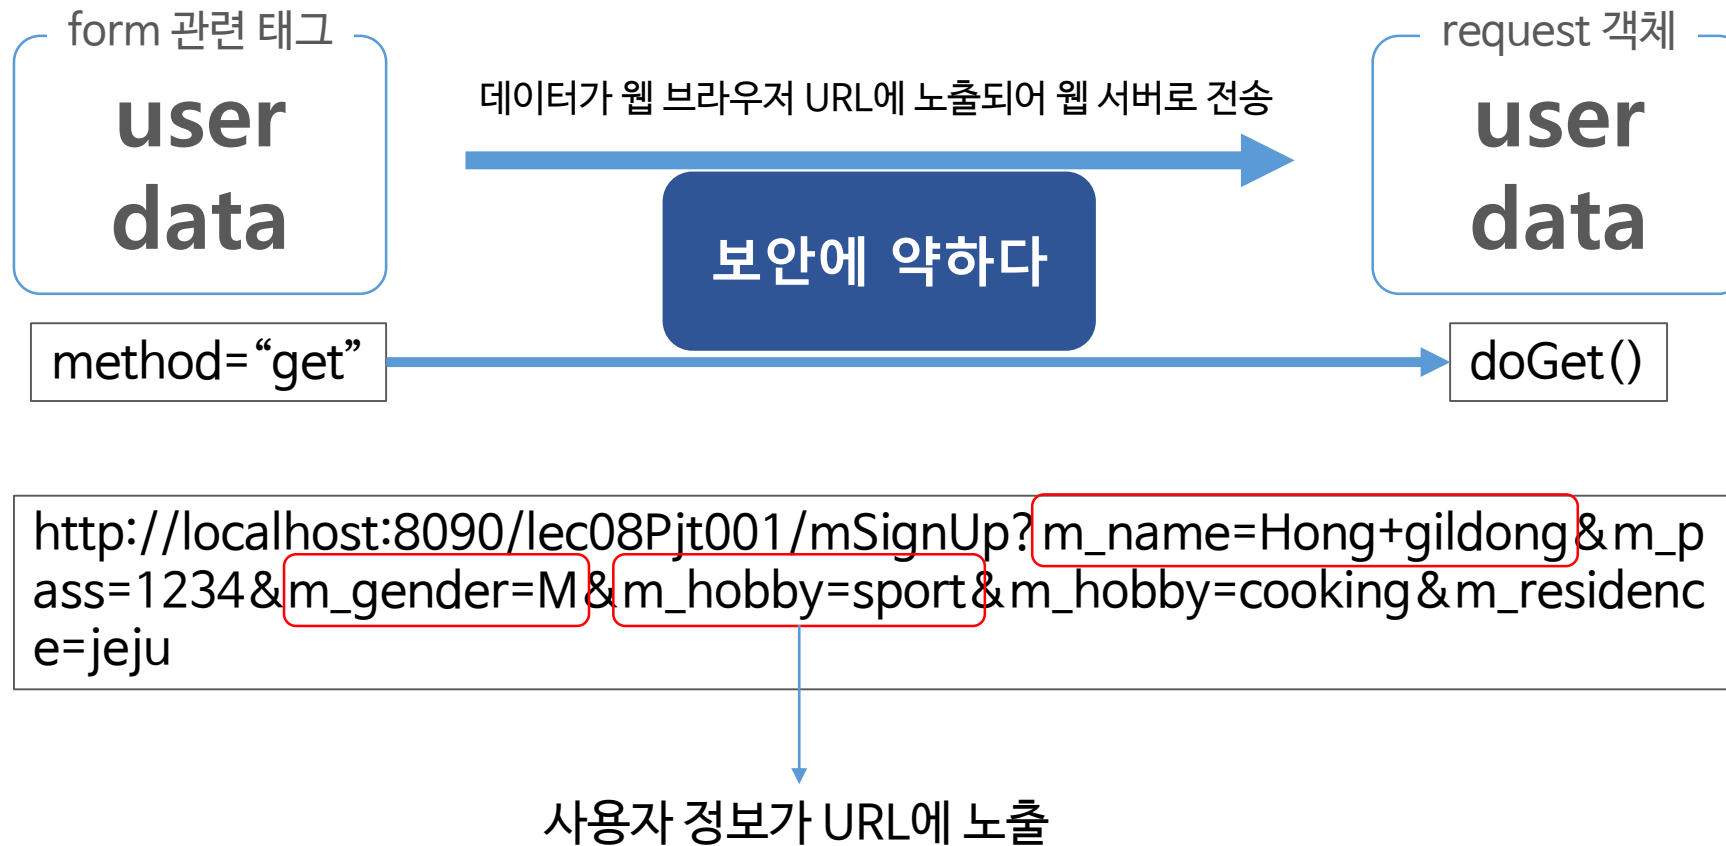 form 관련 태그
user
data
데이터가 웹 브라우저 URL에 노출되어 웹 서버로 전송
보안에 약하다
request 객체
user
data
method=“get”
doGet()
http://localhost:8090/lec08Pjt001/mSignUp?m_name=Hong+gildong&m_p
ass=1234&m_gender=M&m_hobby=sport&m_hobby=cooking&m_residenc
e=jeju
사용자 정보가 URL에 노출